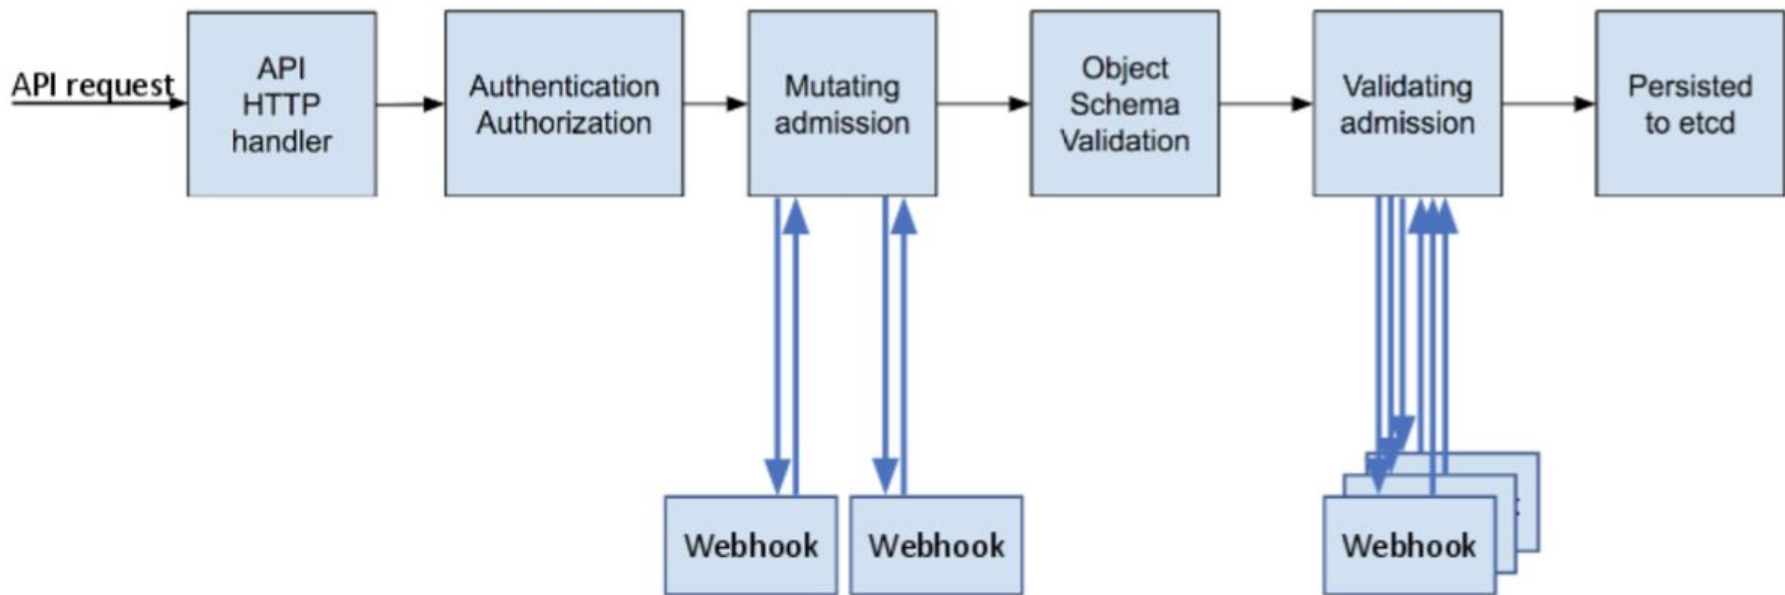 API request
API
HTTP
handler
Authentication
Authorization
Mutating
admission
Object
Schema
Validation
Validating
admission
Persisted
to etcd
Webhook
Webhook
Webhook